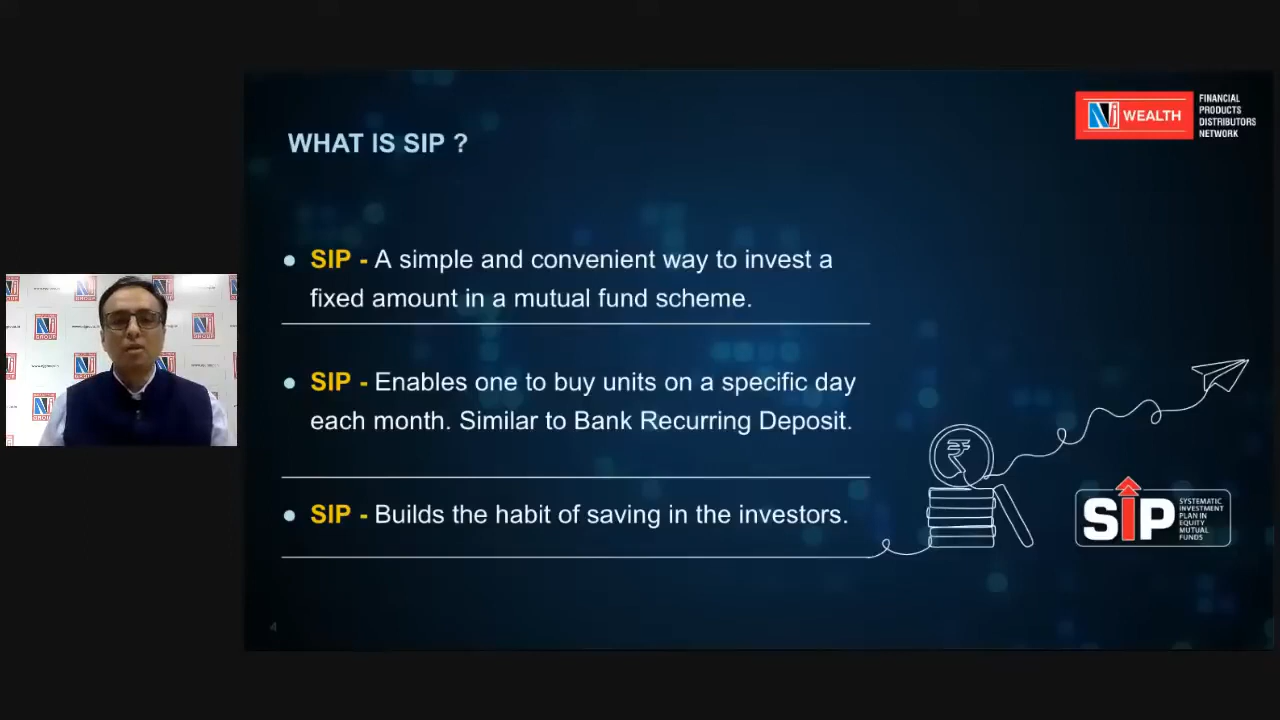 WHAT IS SIP ?
NJ WEALTH
FINANCIAL
PRODUCTS
DISTRIBUTORS
NETWORK
● SIP - A simple and convenient way to invest a
fixed amount in a mutual fund scheme.
● SIP - Enables one to buy units on a specific day
each month. Similar to Bank Recurring Deposit.
● SIP - Builds the habit of saving in the investors.
₹
SIP
SYSTEMATIC
INVESTMENT
PLAN IN
EQUITY
MUTUAL
FUNDS
4